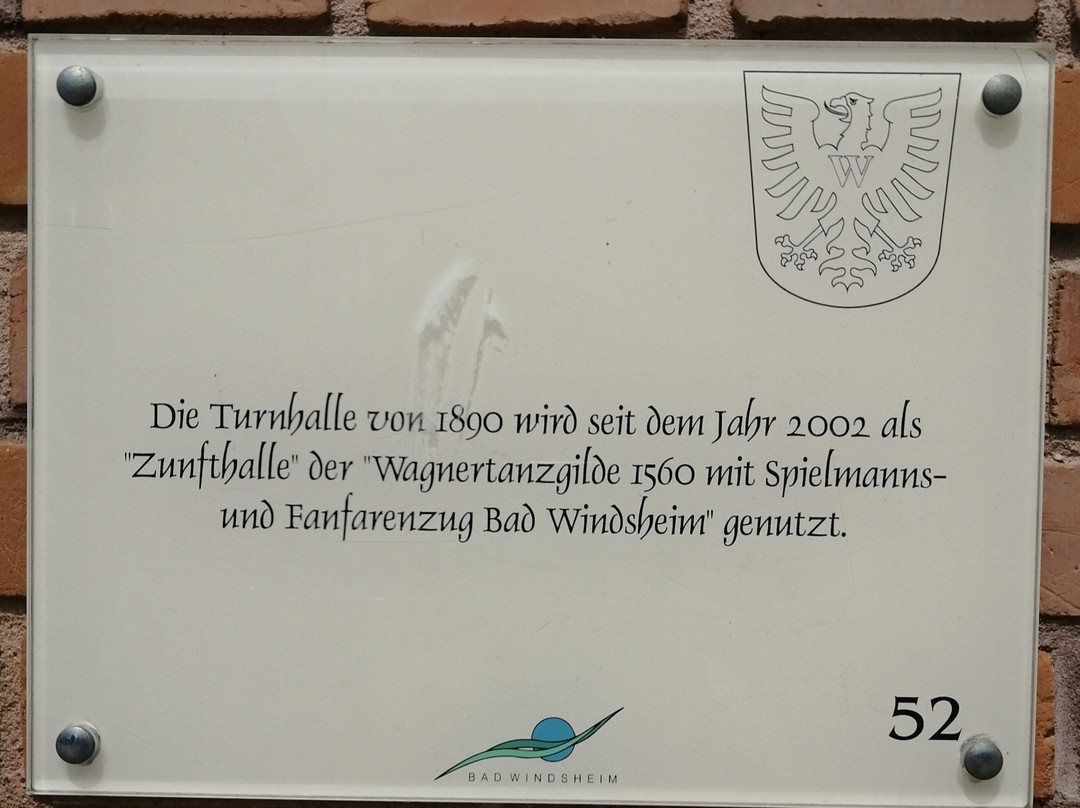 W
Die Turnhalle von 1890 wird seit dem Jahr 2002 als
"Zunfthalle" der "Wagnertanzgilde 1560 mit Spielmanns-
und Fanfarenzug Bad Windsheim" genutzt.
52
BAD WINDSHEIM